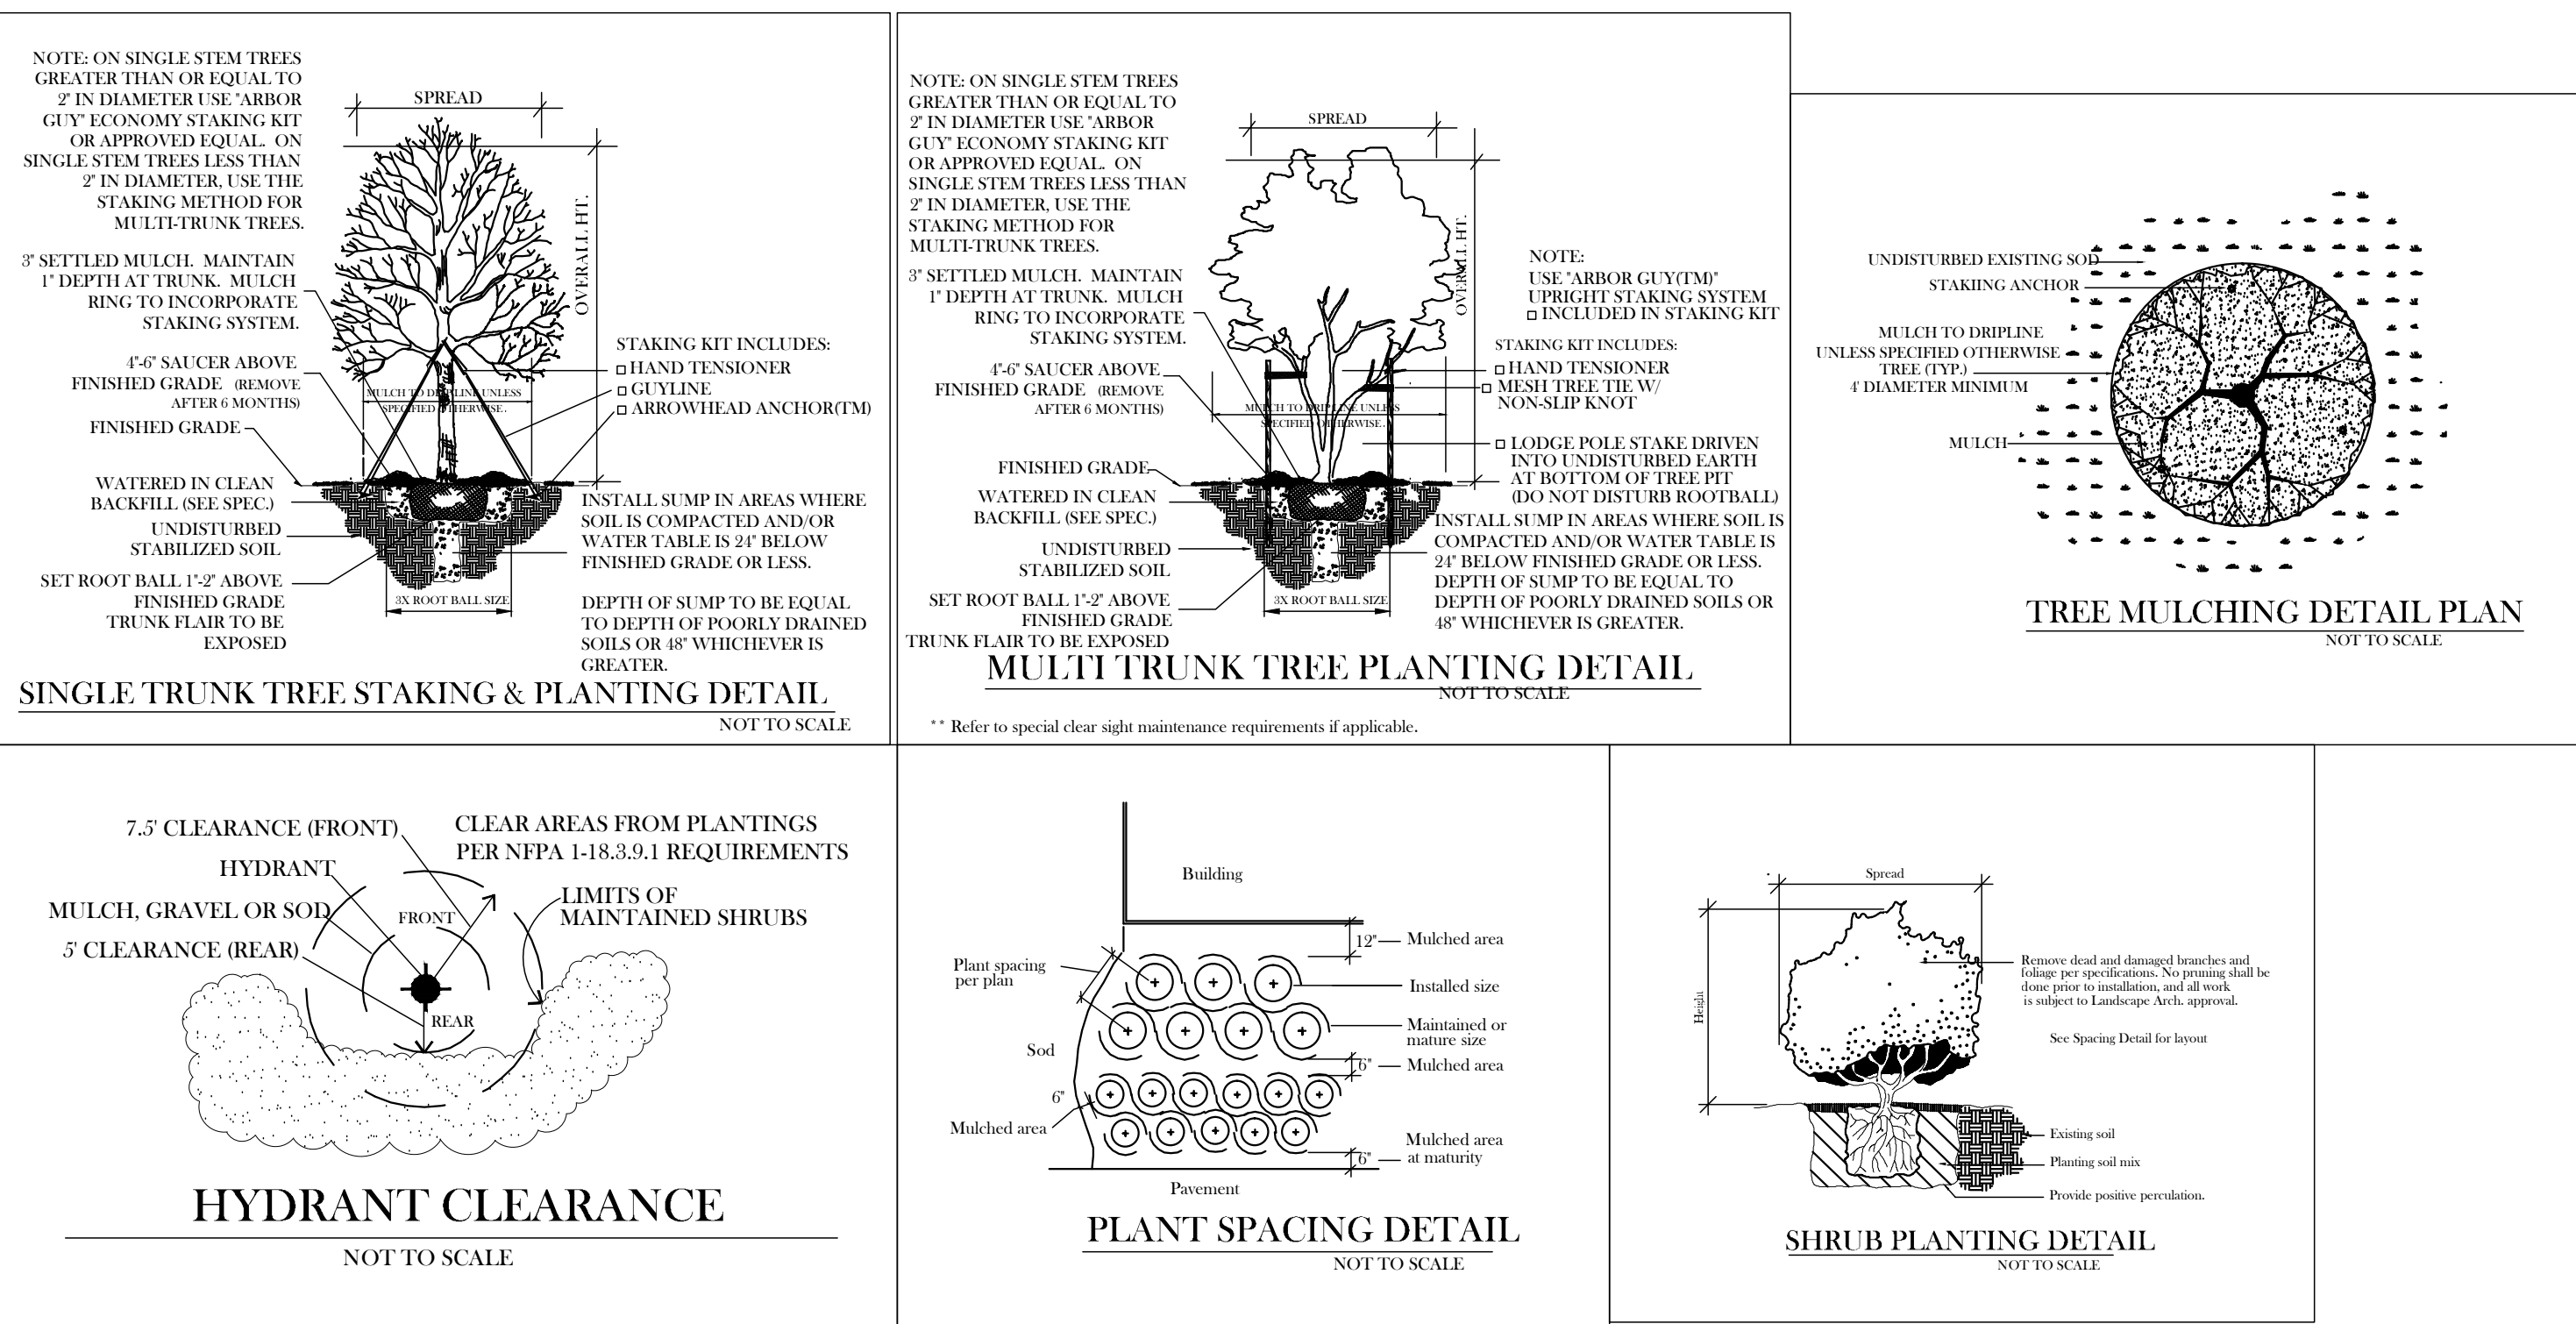 NOTE: ON SINGLE STEM TREES
GREATER THAN OR EQUAL TO
2" IN DIAMETER USE "ARBOR
GUY" ECONOMY STAKING KIT
OR APPROVED EQUAL. ON
SINGLE STEM TREES LESS THAN
2" IN DIAMETER, USE THE
STAKING METHOD FOR
MULTI-TRUNK TREES.
3" SETTLED MULCH. MAINTAIN
1" DEPTH AT TRUNK. MULCH
RING TO INCORPORATE
STAKING SYSTEM.
4"-6" SAUCER ABOVE
FINISHED GRADE (REMOVE
AFTER 6 MONTHS)
FINISHED GRADE
WATERED IN CLEAN
BACKFILL (SEE SPEC.)
UNDISTURBED
STABILIZED SOIL
SET ROOT BALL 1"-2" ABOVE
FINISHED GRADE
TRUNK FLAIR TO BE
EXPOSED
SPREAD
OVERALL HT.
MULCH TO DRIPLINE UNLESS
SPECIFIED OTHERWISE.
3X ROOT BALL SIZE
STAKING KIT INCLUDES:
HAND TENSIONER
GUYLINE
ARROWHEAD ANCHOR(TM)
INSTALL SUMP IN AREAS WHERE
SOIL IS COMPACTED AND/OR
WATER TABLE IS 24" BELOW
FINISHED GRADE OR LESS.
DEPTH OF SUMP TO BE EQUAL
TO DEPTH OF POORLY DRAINED
SOILS OR 48" WHICHEVER IS
GREATER.
SINGLE TRUNK TREE STAKING & PLANTING DETAIL
NOT TO SCALE
NOTE: ON SINGLE STEM TREES
GREATER THAN OR EQUAL TO
2" IN DIAMETER USE "ARBOR
GUY" ECONOMY STAKING KIT
OR APPROVED EQUAL. ON
SINGLE STEM TREES LESS THAN
2" IN DIAMETER, USE THE
STAKING METHOD FOR
MULTI-TRUNK TREES.
3" SETTLED MULCH. MAINTAIN
1" DEPTH AT TRUNK. MULCH
RING TO INCORPORATE
STAKING SYSTEM.
4"-6" SAUCER ABOVE
FINISHED GRADE (REMOVE
AFTER 6 MONTHS)
FINISHED GRADE
WATERED IN CLEAN
BACKFILL (SEE SPEC.)
UNDISTURBED
STABILIZED SOIL
SET ROOT BALL 1"-2" ABOVE
FINISHED GRADE
TRUNK FLAIR TO BE EXPOSED
SPREAD
OVERALL HT.
MULCH TO DRIP LINE UNLESS
SPECIFIED OTHERWISE.
3X ROOT BALL SIZE
NOTE:
USE "ARBOR GUY(TM)"
UPRIGHT STAKING SYSTEM
INCLUDED IN STAKING KIT
STAKING KIT INCLUDES:
HAND TENSIONER
MESH TREE TIE W/
NON-SLIP KNOT
LODGE POLE STAKE DRIVEN
INTO UNDISTURBED EARTH
AT BOTTOM OF TREE PIT
(DO NOT DISTURB ROOTBALL)
INSTALL SUMP IN AREAS WHERE SOIL IS
COMPACTED AND/OR WATER TABLE IS
24" BELOW FINISHED GRADE OR LESS.
DEPTH OF SUMP TO BE EQUAL TO
DEPTH OF POORLY DRAINED SOILS OR
48" WHICHEVER IS GREATER.
MULTI TRUNK TREE PLANTING DETAIL
NOT TO SCALE
** Refer to special clear sight maintenance requirements if applicable.
UNDISTURBED EXISTING SOD
STAKIING ANCHOR
MULCH TO DRIPLINE
UNLESS SPECIFIED OTHERWISE
TREE (TYP.)
4' DIAMETER MINIMUM
MULCH
TREE MULCHING DETAIL PLAN
NOT TO SCALE
7.5' CLEARANCE (FRONT)
HYDRANT
MULCH, GRAVEL OR SOD
5' CLEARANCE (REAR)
CLEAR AREAS FROM PLANTINGS
PER NFPA 1-18.3.9.1 REQUIREMENTS
LIMITS OF
MAINTAINED SHRUBS
FRONT
REAR
HYDRANT CLEARANCE
NOT TO SCALE
Building
12"
Mulched area
Plant spacing
per plan
Installed size
Maintained or
mature size
Sod
6"
Mulched area
6"
Mulched area
Mulched area
at maturity
6"
Pavement
PLANT SPACING DETAIL
NOT TO SCALE
Spread
Height
Remove dead and damaged branches and
foliage per specifications. No pruning shall be
done prior to installation, and all work
is subject to Landscape Arch. approval.
See Spacing Detail for layout
Existing soil
Planting soil mix
Provide positive perculation.
SHRUB PLANTING DETAIL
NOT TO SCALE